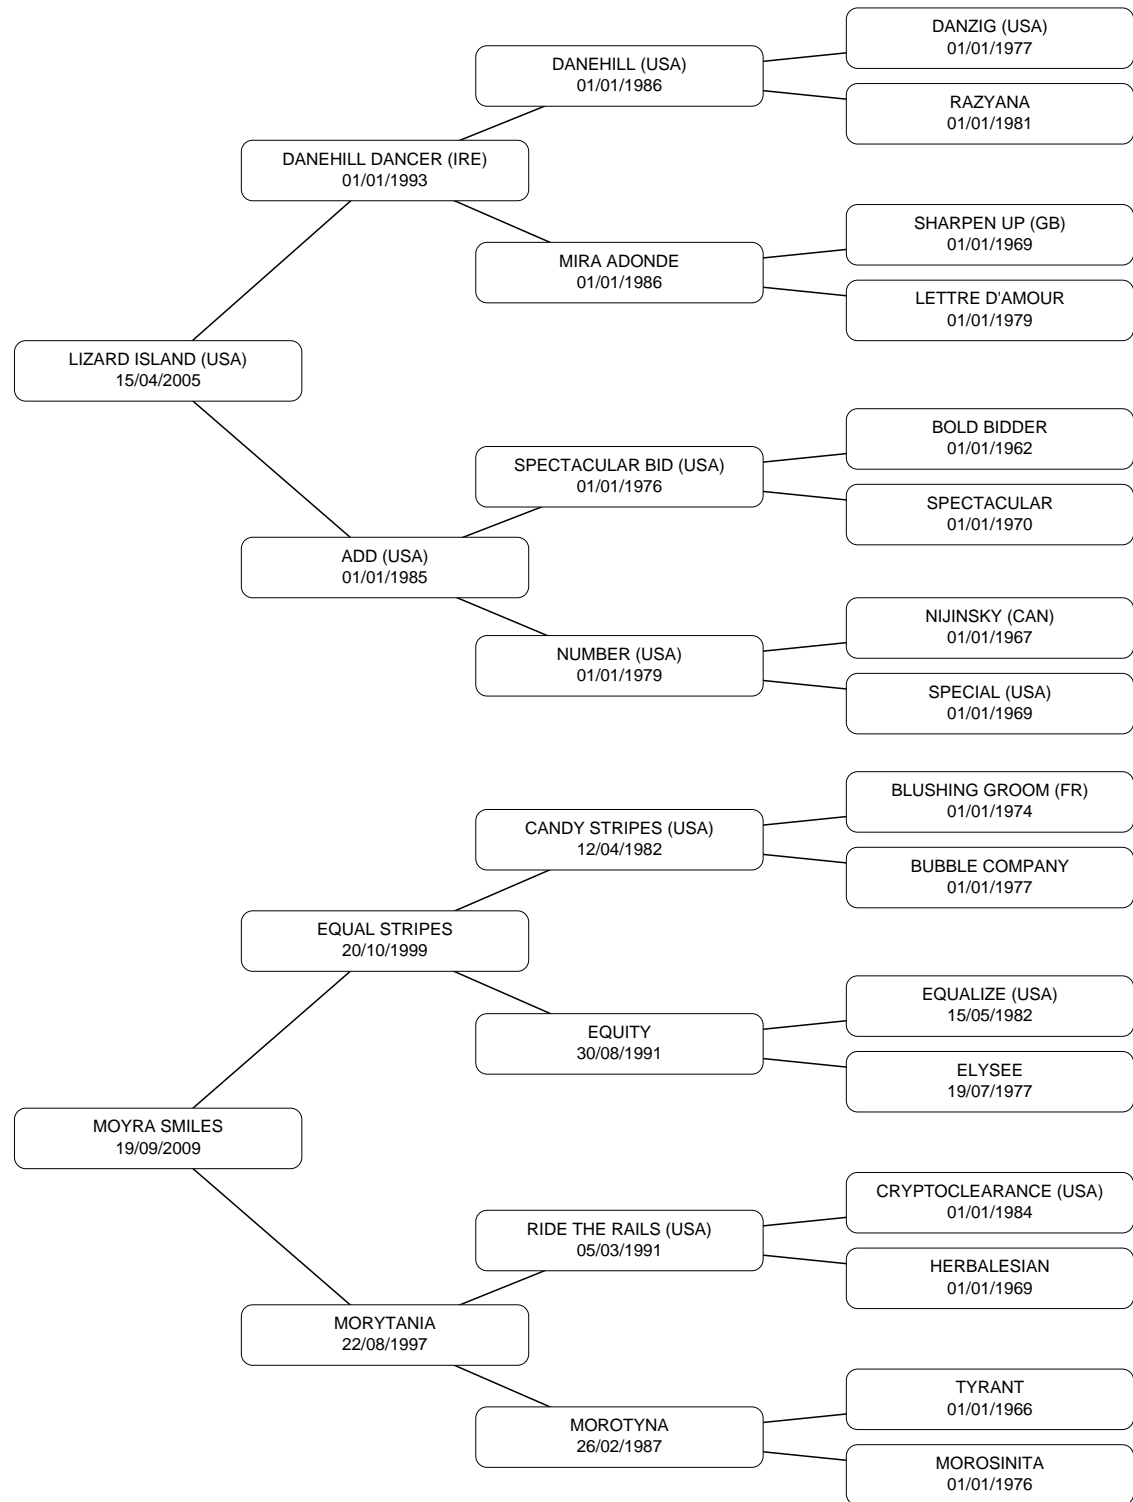 DANZIG (USA)
01/01/1977
DANEHILL (USA)
01/01/1986
RAZYANA
01/01/1981
DANEHILL DANCER (IRE)
01/01/1993
SHARPEN UP (GB)
01/01/1969
MIRA ADONDE
01/01/1986
LETTRE D'AMOUR
01/01/1979
LIZARD ISLAND (USA)
15/04/2005
BOLD BIDDER
01/01/1962
SPECTACULAR BID (USA)
01/01/1976
SPECTACULAR
01/01/1970
ADD (USA)
01/01/1985
NIJINSKY (CAN)
01/01/1967
NUMBER (USA)
01/01/1979
SPECIAL (USA)
01/01/1969
BLUSHING GROOM (FR)
01/01/1974
CANDY STRIPES (USA)
12/04/1982
BUBBLE COMPANY
01/01/1977
EQUAL STRIPES
20/10/1999
EQUALIZE (USA)
15/05/1982
EQUITY
30/08/1991
ELYSEE
19/07/1977
MOYRA SMILES
19/09/2009
CRYPTOCLEARANCE (USA)
01/01/1984
RIDE THE RAILS (USA)
05/03/1991
HERBALESIAN
01/01/1969
MORYTANIA
22/08/1997
TYRANT
01/01/1966
MOROTYNA
26/02/1987
MOROSINITA
01/01/1976